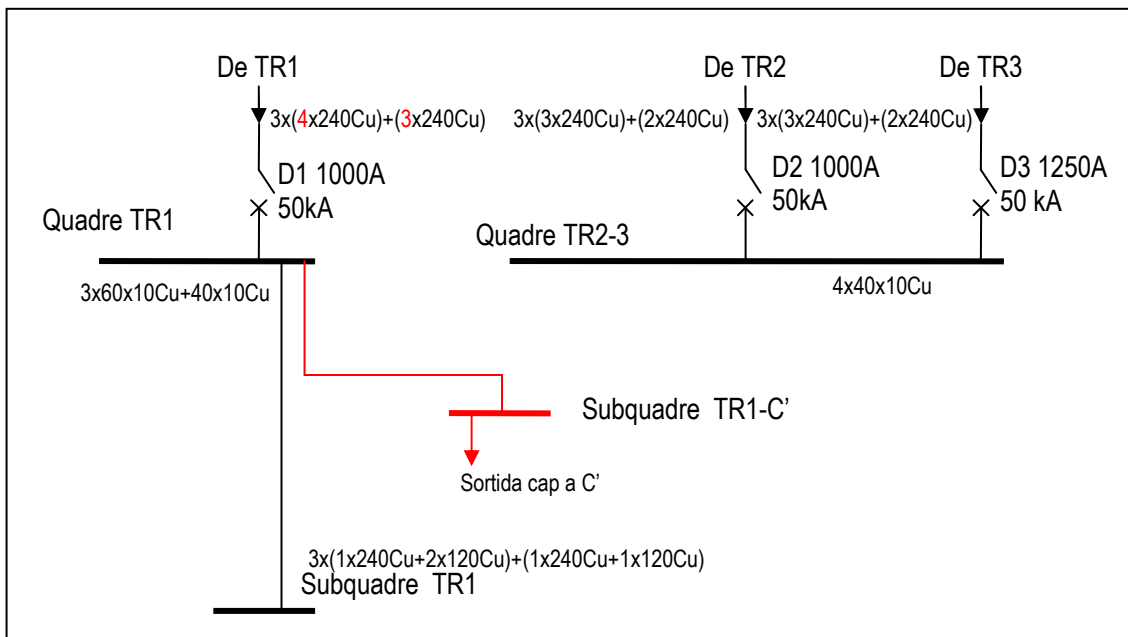 De TR1
De TR2
De TR3
3x(4x240Cu)+(3x240Cu)
3x(3x240Cu)+(2x240Cu)
3x(3x240Cu)+(2x240Cu)
D1 1000A
50kA
D2 1000A
50kA
D3 1250A
50 kA
Quadre TR1
Quadre TR2-3
3x60x10Cu+40x10Cu
4x40x10Cu
Subquadre TR1-C’
Sortida cap a C’
3x(1x240Cu+2x120Cu)+(1x240Cu+1x120Cu)
Subquadre TR1